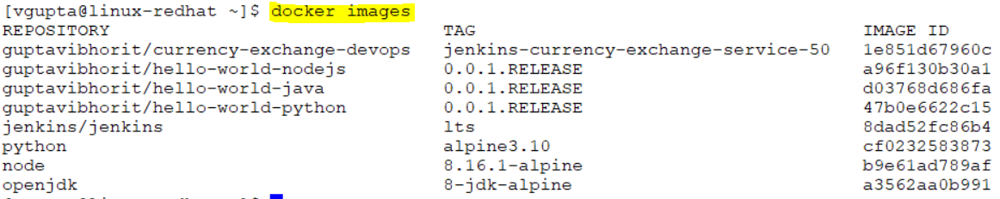 [vgupta@linux-redhat ~]$ docker images
REPOSITORY TAG IMAGE ID
guptavibhorit/currency-exchange-devops jenkins-currency-exchange-service-50 1e851d67960c
guptavibhorit/hello-world-nodejs 0.0.1.RELEASE a96f130b30a1
guptavibhorit/hello-world-java 0.0.1.RELEASE d03768d686fa
guptavibhorit/hello-world-python 0.0.1.RELEASE 47b0e6622c15
jenkins/jenkins lts 8dad52fc86b4
python alpine3.10 cf0232583873
node 8.16.1-alpine b9e61ad789af
openjdk 8-jdk-alpine a3562aa0b991